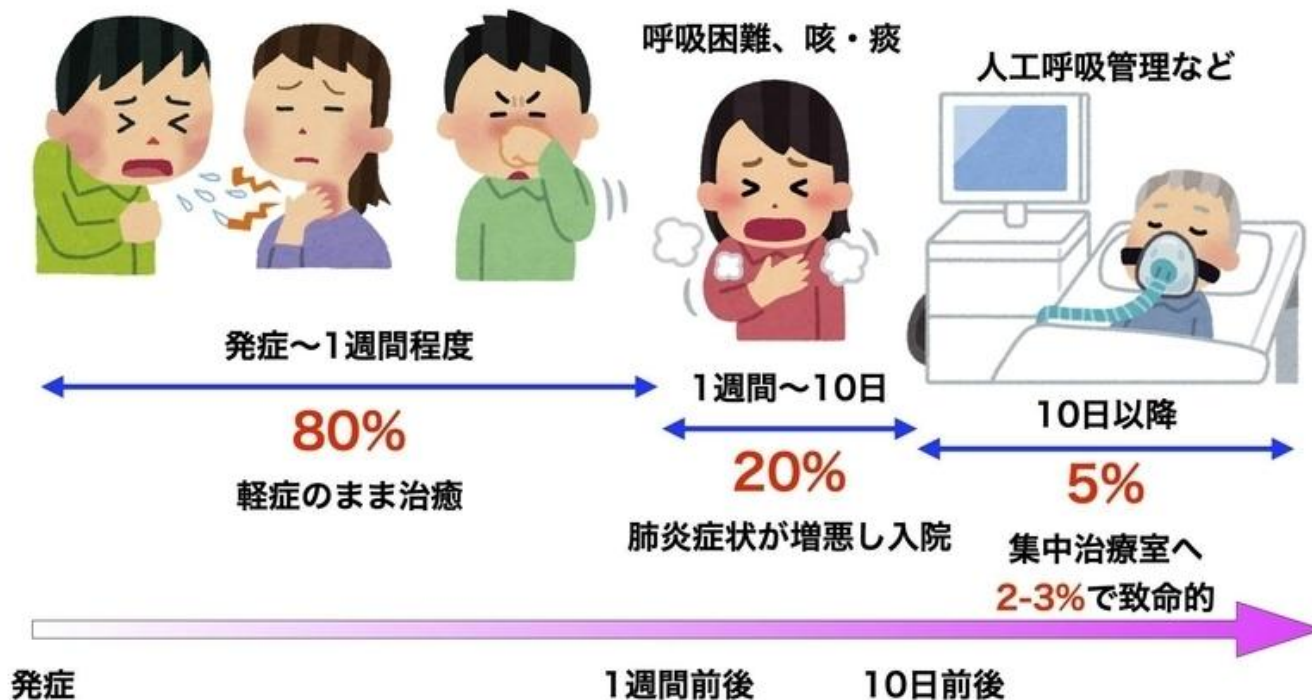 呼吸困難、咳・痰
人工呼吸管理など
発症〜1週間程度
80%
軽症のまま治癒
1週間〜10日
20%
肺炎症状が増悪し入院
10日以降
5%
集中治療室へ
2-3%で致命的
発症
1週間前後
10日前後